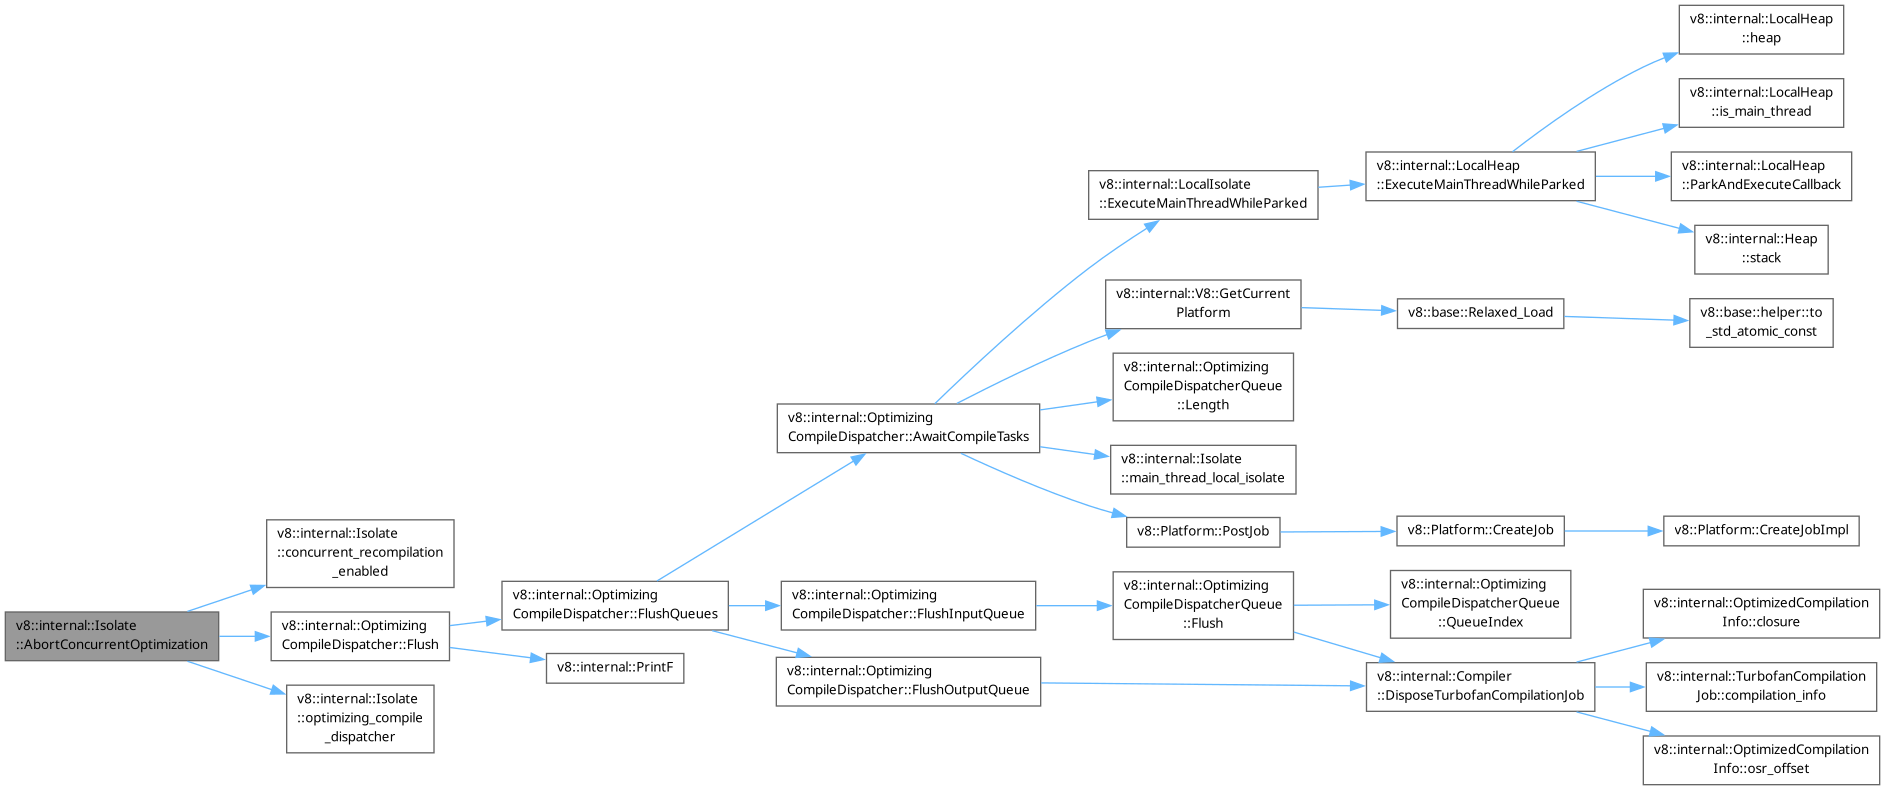 v8::internal::LocalHeap
::heap
v8::internal::LocalHeap
::is_main_thread
v8::internal::LocalHeap
::ExecuteMainThreadWhileParked
v8::internal::LocalHeap
::ParkAndExecuteCallback
v8::internal::LocalIsolate
::ExecuteMainThreadWhileParked
v8::internal::Heap
::stack
v8::internal::V8::GetCurrent
Platform
v8::base::Relaxed_Load
v8::base::helper::to
_std_atomic_const
v8::internal::Optimizing
CompileDispatcherQueue
::Length
v8::internal::Optimizing
CompileDispatcher::AwaitCompileTasks
v8::internal::Isolate
::main_thread_local_isolate
v8::Platform::PostJob
v8::Platform::CreateJob
v8::Platform::CreateJobImpl
v8::internal::Isolate
::concurrent_recompilation
_enabled
v8::internal::Optimizing
CompileDispatcher::FlushQueues
v8::internal::Optimizing
CompileDispatcher::FlushInputQueue
v8::internal::Optimizing
CompileDispatcherQueue
::Flush
v8::internal::Optimizing
CompileDispatcherQueue
::QueueIndex
v8::internal::OptimizedCompilation
Info::closure
v8::internal::Isolate
::AbortConcurrentOptimization
v8::internal::Optimizing
CompileDispatcher::Flush
v8::internal::PrintF
v8::internal::Optimizing
CompileDispatcher::FlushOutputQueue
v8::internal::Compiler
::DisposeTurbofanCompilationJob
v8::internal::TurbofanCompilation
Job::compilation_info
v8::internal::Isolate
::optimizing_compile
_dispatcher
v8::internal::OptimizedCompilation
Info::osr_offset